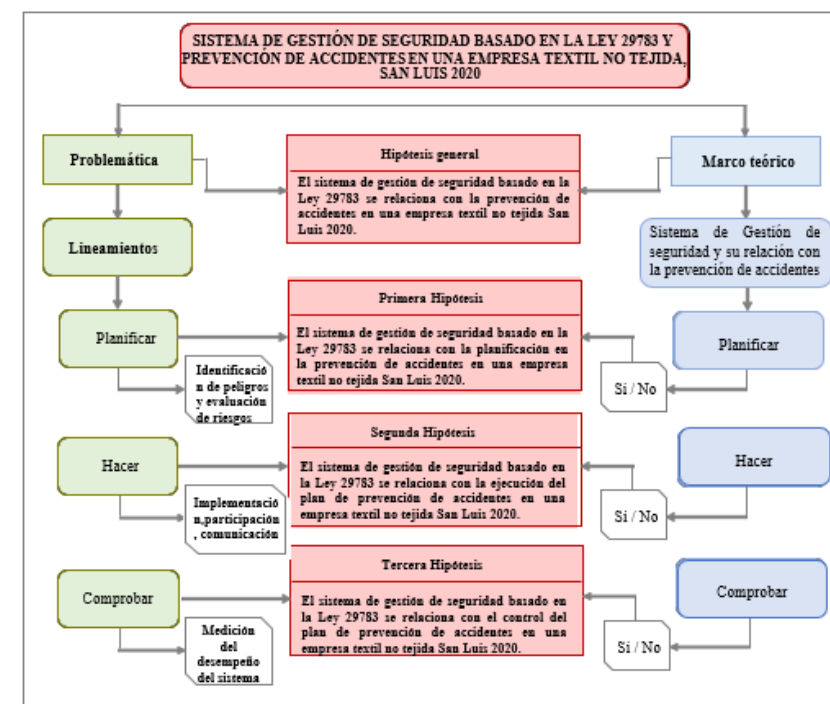 SISTEMA DE GESTIÓN DE SEGURIDAD BASADO EN LA LEY 29783 Y
PREVENCIÓN DE ACCIDENTES EN UNA EMPRESA TEXTIL NO TEJIDA,
SAN LUIS 2020
Problemática
Hipótesis general
El sistema de gestión de seguridad basado en la
Ley 29783 se relaciona con la prevención de
accidentes en una empresa textil no tejida San
Luis 2020.
Marco teórico
Lineamientos
Sistema de Gestión de
seguridad y su relación con
la prevención de accidentes
Planificar
Identificació
n de peligros
y evaluación
de riesgos
Primera Hipótesis
El sistema de gestión de seguridad basado en la
Ley 29783 se relaciona con la planificación en
la prevención de accidentes en una empresa
textil no tejida San Luis 2020.
Si / No
Planificar
Hacer
Implementació
n,participación
, comunicación
Segunda Hipótesis
El sistema de gestión de seguridad basado en
la Ley 29783 se relaciona con la ejecución del
plan de prevención de accidentes en una
empresa textil no tejida San Luis 2020.
Si / No
Hacer
Comprobar
Medición
del
desempeño
del sistema
Tercera Hipótesis
El sistema de gestión de seguridad basado en
la Ley 29783 se relaciona con el control del
plan de prevención de accidentes en una
empresa textil no tejida San Luis 2020.
Si / No
Comprobar